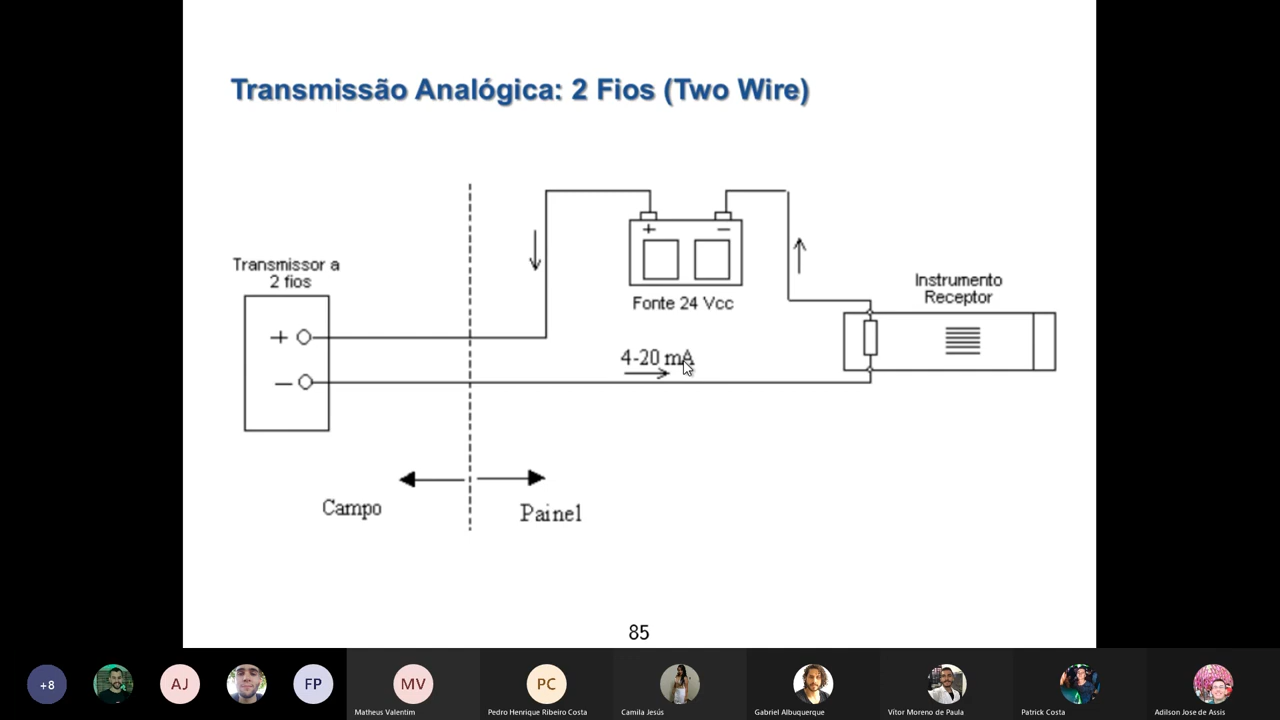 Transmissão Analógica: 2 Fios (Two Wire)
Transmissor a
2 fios
+
−
+ −
Fonte 24 Vcc
4-20 mA
Instrumento
Receptor
Campo
Painel
85
+8
AJ
FP
MV
PC
Matheus Valentim
Pedro Henrique Ribeiro Costa
Camila Jesús
Gabriel Albuquerque
Vítor Moreno de Paula
Patrick Costa
Adilson Jose de Assis